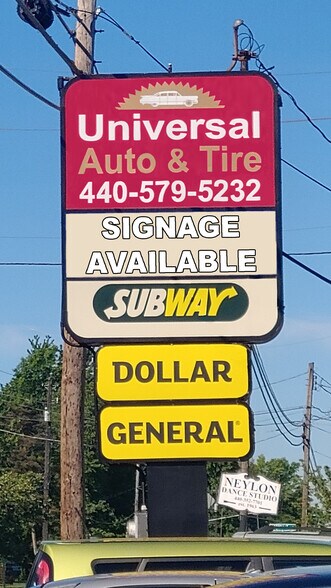 Universal
Auto & Tire
440-579-5232
SIGNAGE
AVAILABLE
SUBWAY
DOLLAR
GENERAL
NEYLON
DANCE STUDIO